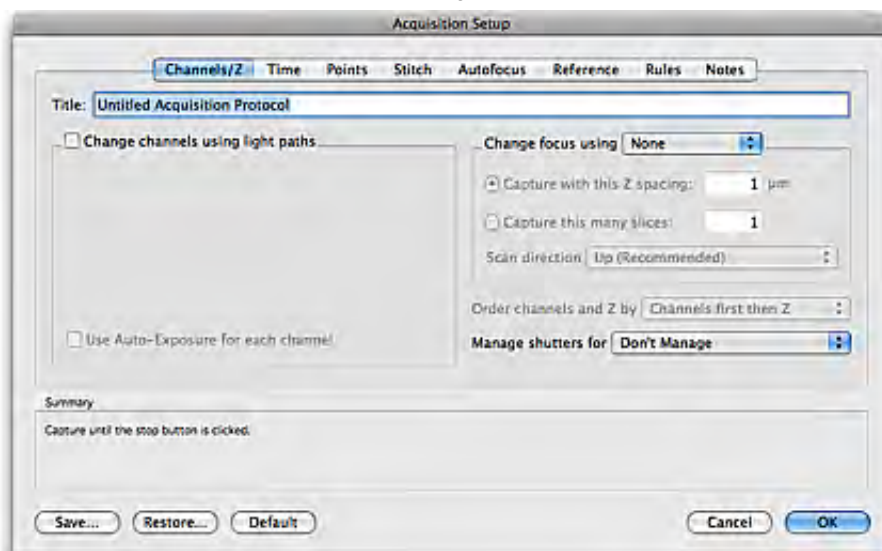 Acquisition Setup
Channels/Z Time Points Stitch Autofocus Reference Rules Notes
Title: Untitled Acquisition Protocol
Change channels using light paths
Change focus using None
Capture with this Z spacing: 1 µm
Capture this many slices: 1
Scan direction Up (Recommended)
Order channels and Z by Channels first then Z
Use Auto-Exposure for each channel
Manage shutters for Don't Manage
Summary
Capture until the stop button is clicked.
Save... Restore... Default Cancel OK